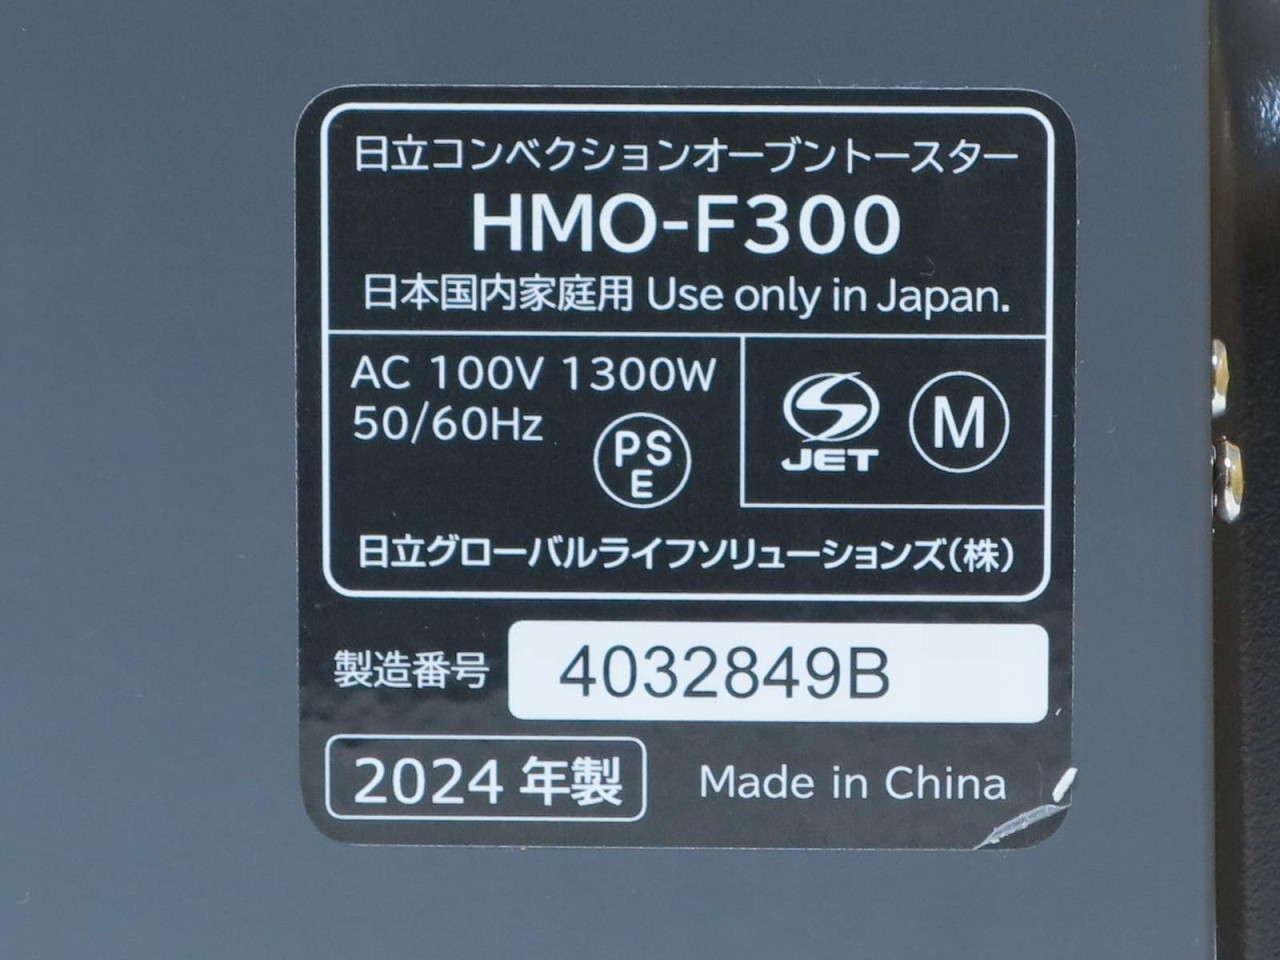 日立コンベクションオーブントースター
HMO-F300
日本国内家庭用 Use only in Japan.
AC 100V 1300W
50/60Hz
PS
E
JET
M
日立グローバルライフソリューションズ(株)
製造番号 4032849B
2024 年製
Made in China